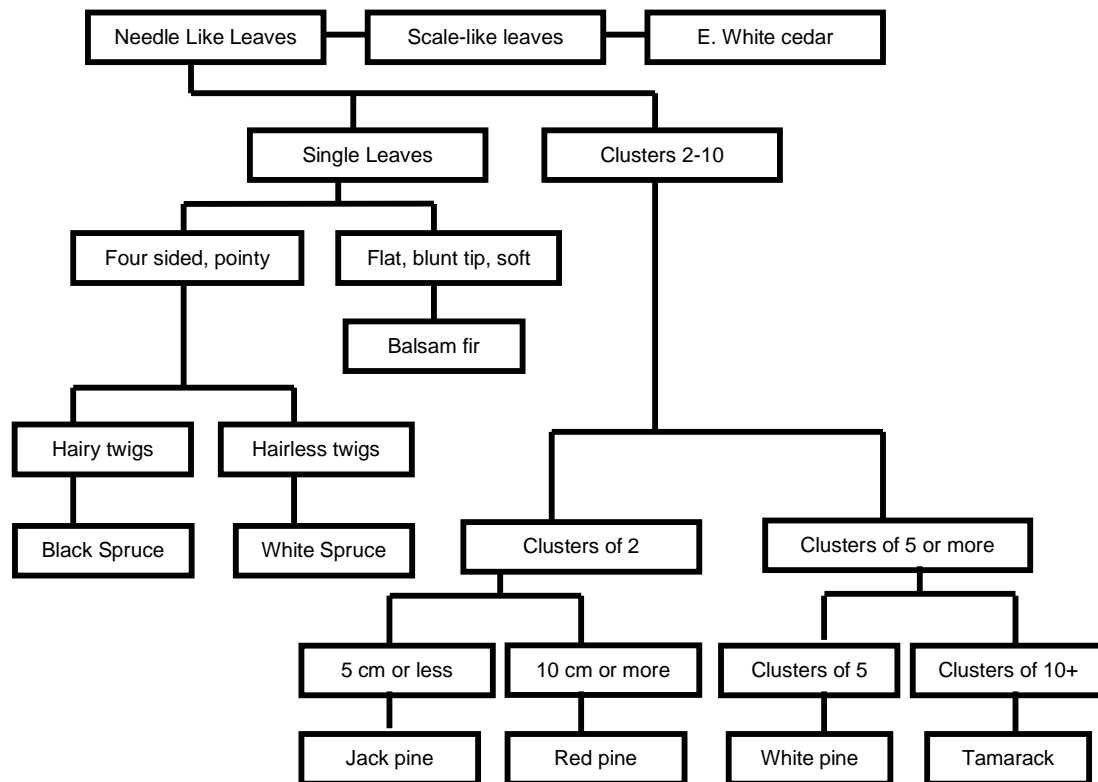 Needle Like Leaves
Scale-like leaves
E. White cedar
Single Leaves
Clusters 2-10
Four sided, pointy
Flat, blunt tip, soft
Balsam fir
Hairy twigs
Hairless twigs
Black Spruce
White Spruce
Clusters of 2
Clusters of 5 or more
5 cm or less
10 cm or more
Clusters of 5
Clusters of 10+
Jack pine
Red pine
White pine
Tamarack